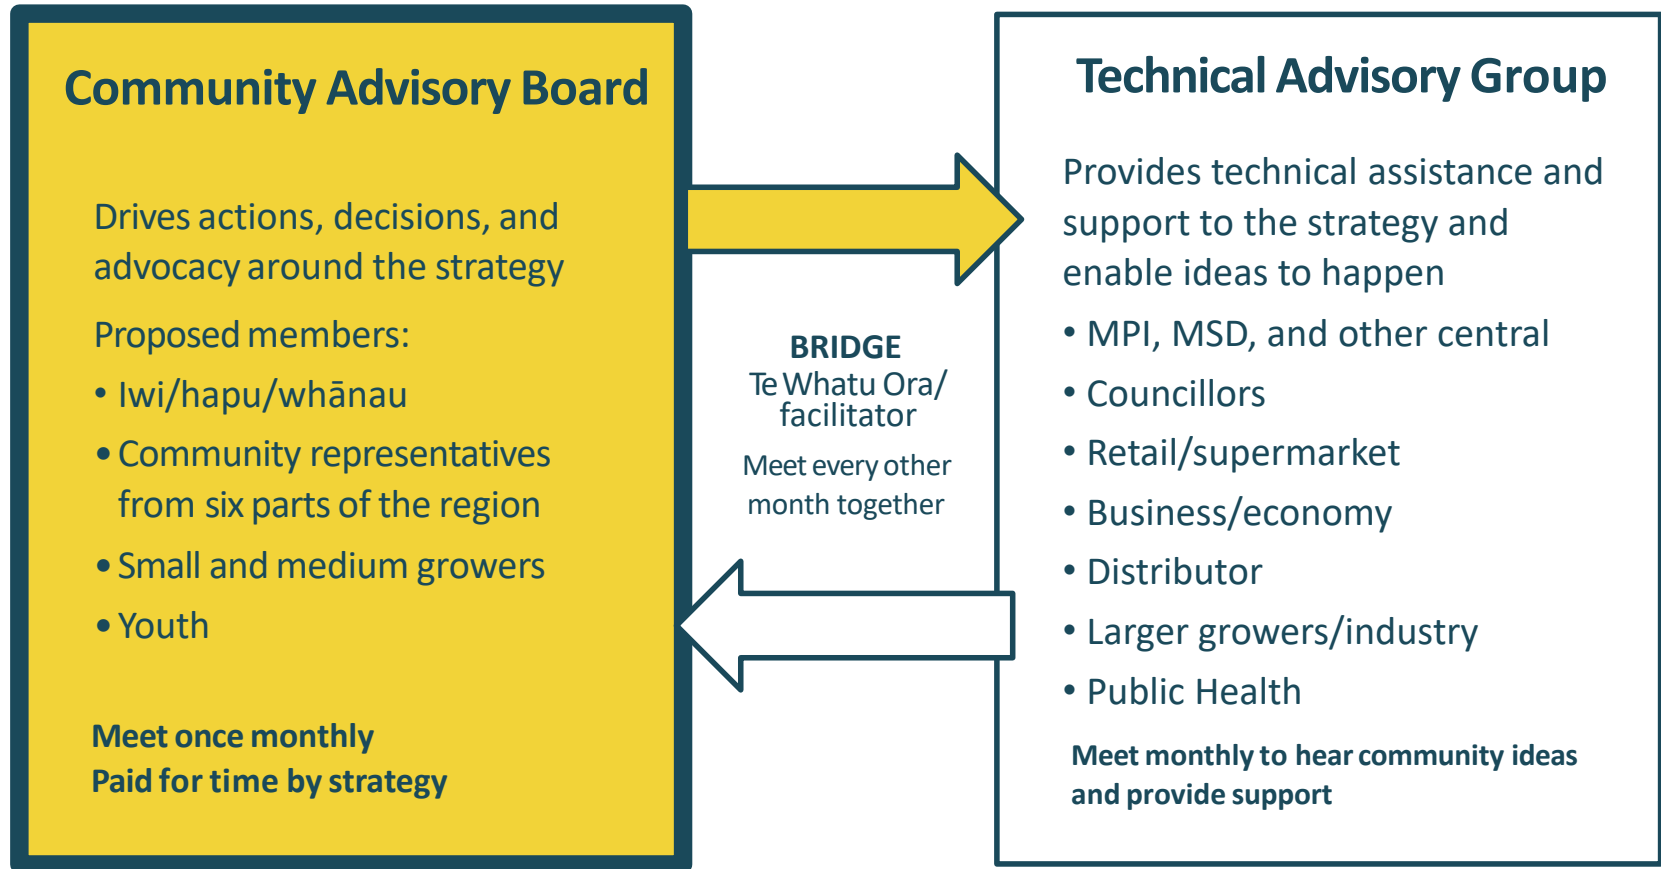 Community Advisory Board
Drives actions, decisions, and
advocacy around the strategy
Proposed members:
• Iwi/hapu/whānau
• Community representatives
from six parts of the region
• Small and medium growers
• Youth
Meet once monthly
Paid for time by strategy
BRIDGE
Te Whatu Ora/
facilitator
Meet every other
month together
Technical Advisory Group
Provides technical assistance and
support to the strategy and
enable ideas to happen
• MPI, MSD, and other central
• Councillors
• Retail/supermarket
• Business/economy
• Distributor
• Larger growers/industry
• Public Health
Meet monthly to hear community ideas
and provide support